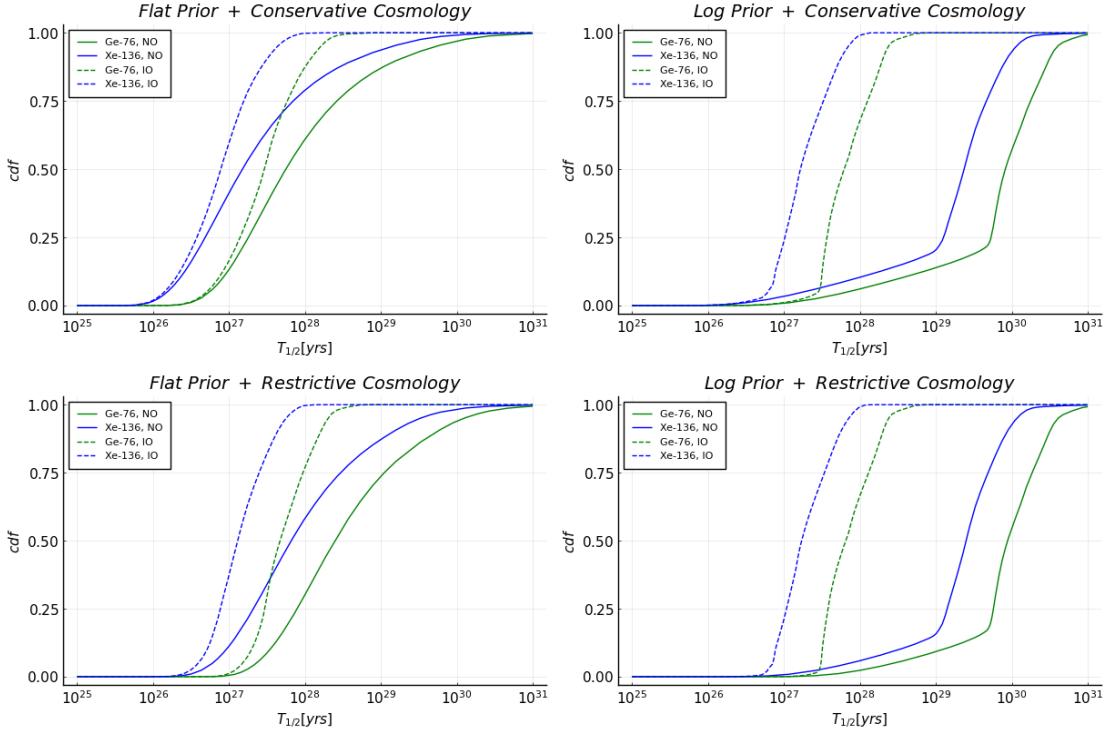 Flat Prior + Conservative Cosmology
1.00
0.75
0.50
0.25
0.00
cdf
Ge-76, NO
Xe-136, NO
Ge-76, IO
Xe-136, IO
10^25 10^26 10^27 10^28 10^29 10^30 10^31
T_1/2[yrs]
Log Prior + Conservative Cosmology
1.00
0.75
0.50
0.25
0.00
cdf
Ge-76, NO
Xe-136, NO
Ge-76, IO
Xe-136, IO
10^25 10^26 10^27 10^28 10^29 10^30 10^31
T_1/2[yrs]
Flat Prior + Restrictive Cosmology
1.00
0.75
0.50
0.25
0.00
cdf
Ge-76, NO
Xe-136, NO
Ge-76, IO
Xe-136, IO
10^25 10^26 10^27 10^28 10^29 10^30 10^31
T_1/2[yrs]
Log Prior + Restrictive Cosmology
1.00
0.75
0.50
0.25
0.00
cdf
Ge-76, NO
Xe-136, NO
Ge-76, IO
Xe-136, IO
10^25 10^26 10^27 10^28 10^29 10^30 10^31
T_1/2[yrs]